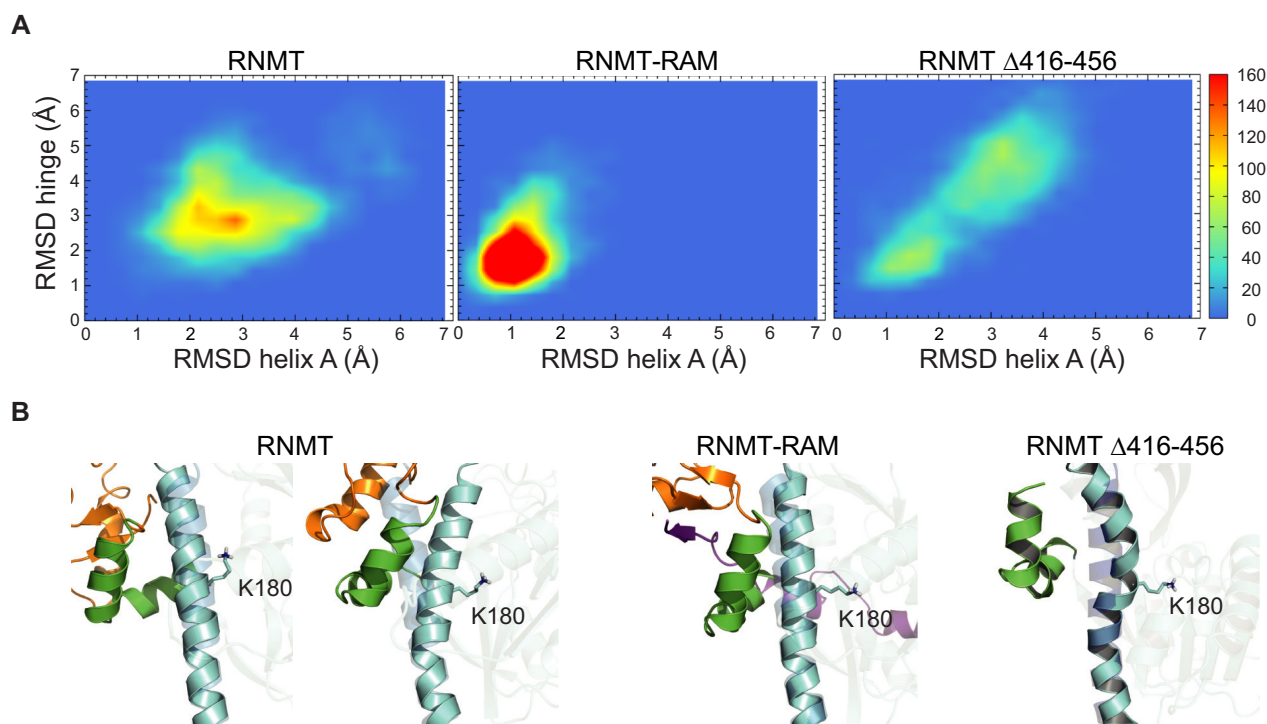 A
RNMT RNMT-RAM RNMT Δ416-456
RMSD hinge (Å)
7
6
5
4
3
2
1
0
0 1 2 3 4 5 6 7
0 1 2 3 4 5 6 7
0 1 2 3 4 5 6 7
160
140
120
100
80
60
40
20
0
RMSD helix A (Å) RMSD helix A (Å) RMSD helix A (Å)
B
RNMT RNMT-RAM RNMT Δ416-456
K180 K180 K180 K180